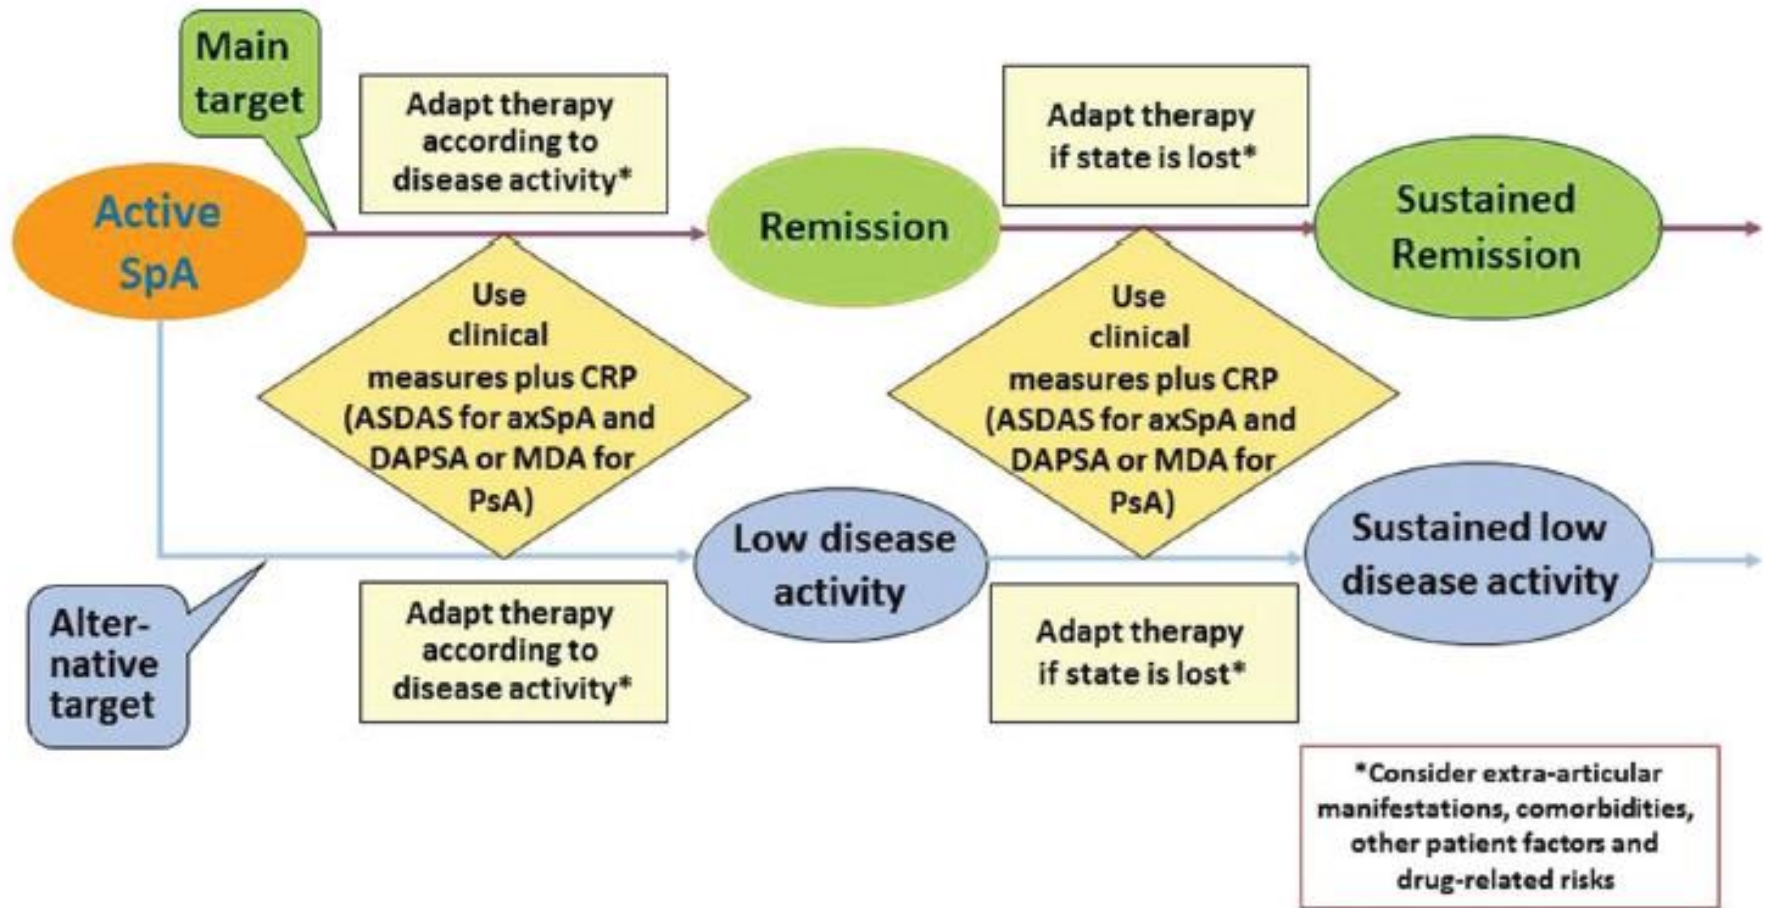 Main
target
Adapt therapy
according to
disease activity*
Adapt therapy
if state is lost*
Active
SpA
Remission
Sustained
Remission
Use
clinical
measures plus CRP
(ASDAS for axSpA and
DAPSA or MDA for
PsA)
Use
clinical
measures plus CRP
(ASDAS for axSpA and
DAPSA or MDA for
PsA)
Low disease
activity
Sustained low
disease activity
Alter-
native
target
Adapt therapy
according to
disease activity*
Adapt therapy
if state is lost*
*Consider extra-articular
manifestations, comorbidities,
other patient factors and
drug-related risks